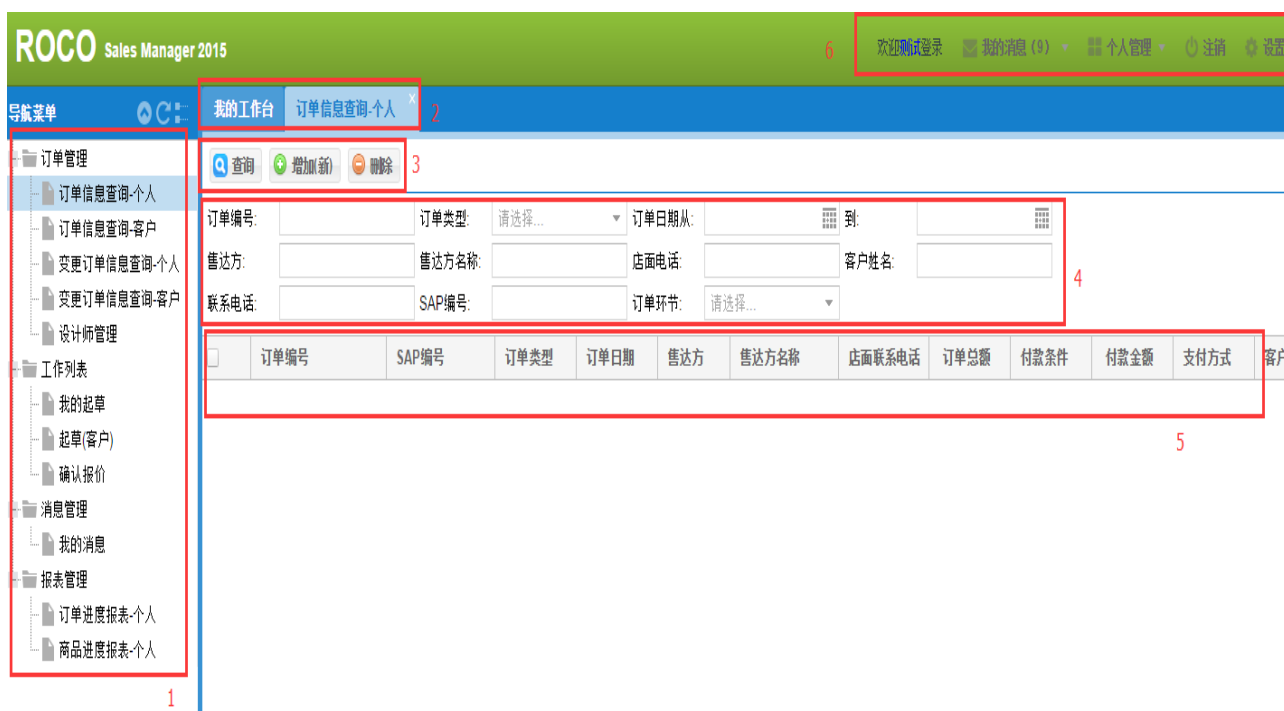 ROCO Sales Manager 2015
6
欢迎测试登录 我的消息(9) 个人管理 注销 设置
导航菜单
我的工作台 订单信息查询-个人 X
2
查询 增加(新) 删除
3
订单管理
订单信息查询-个人
订单信息查询-客户
变更订单信息查询-个人
变更订单信息查询-客户
设计师管理
工作列表
我的起草
起草(客户)
确认报价
消息管理
我的消息
报表管理
订单进度报表-个人
商品进度报表-个人
1
订单编号: 订单类型: 请选择... 订单日期从: 到:
售达方: 售达方名称: 店面电话: 客户姓名:
联系电话: SAP编号: 订单环节: 请选择...
4
订单编号 SAP编号 订单类型 订单日期 售达方 售达方名称 店面联系电话 订单总额 付款条件 付款金额 支付方式 客户
5